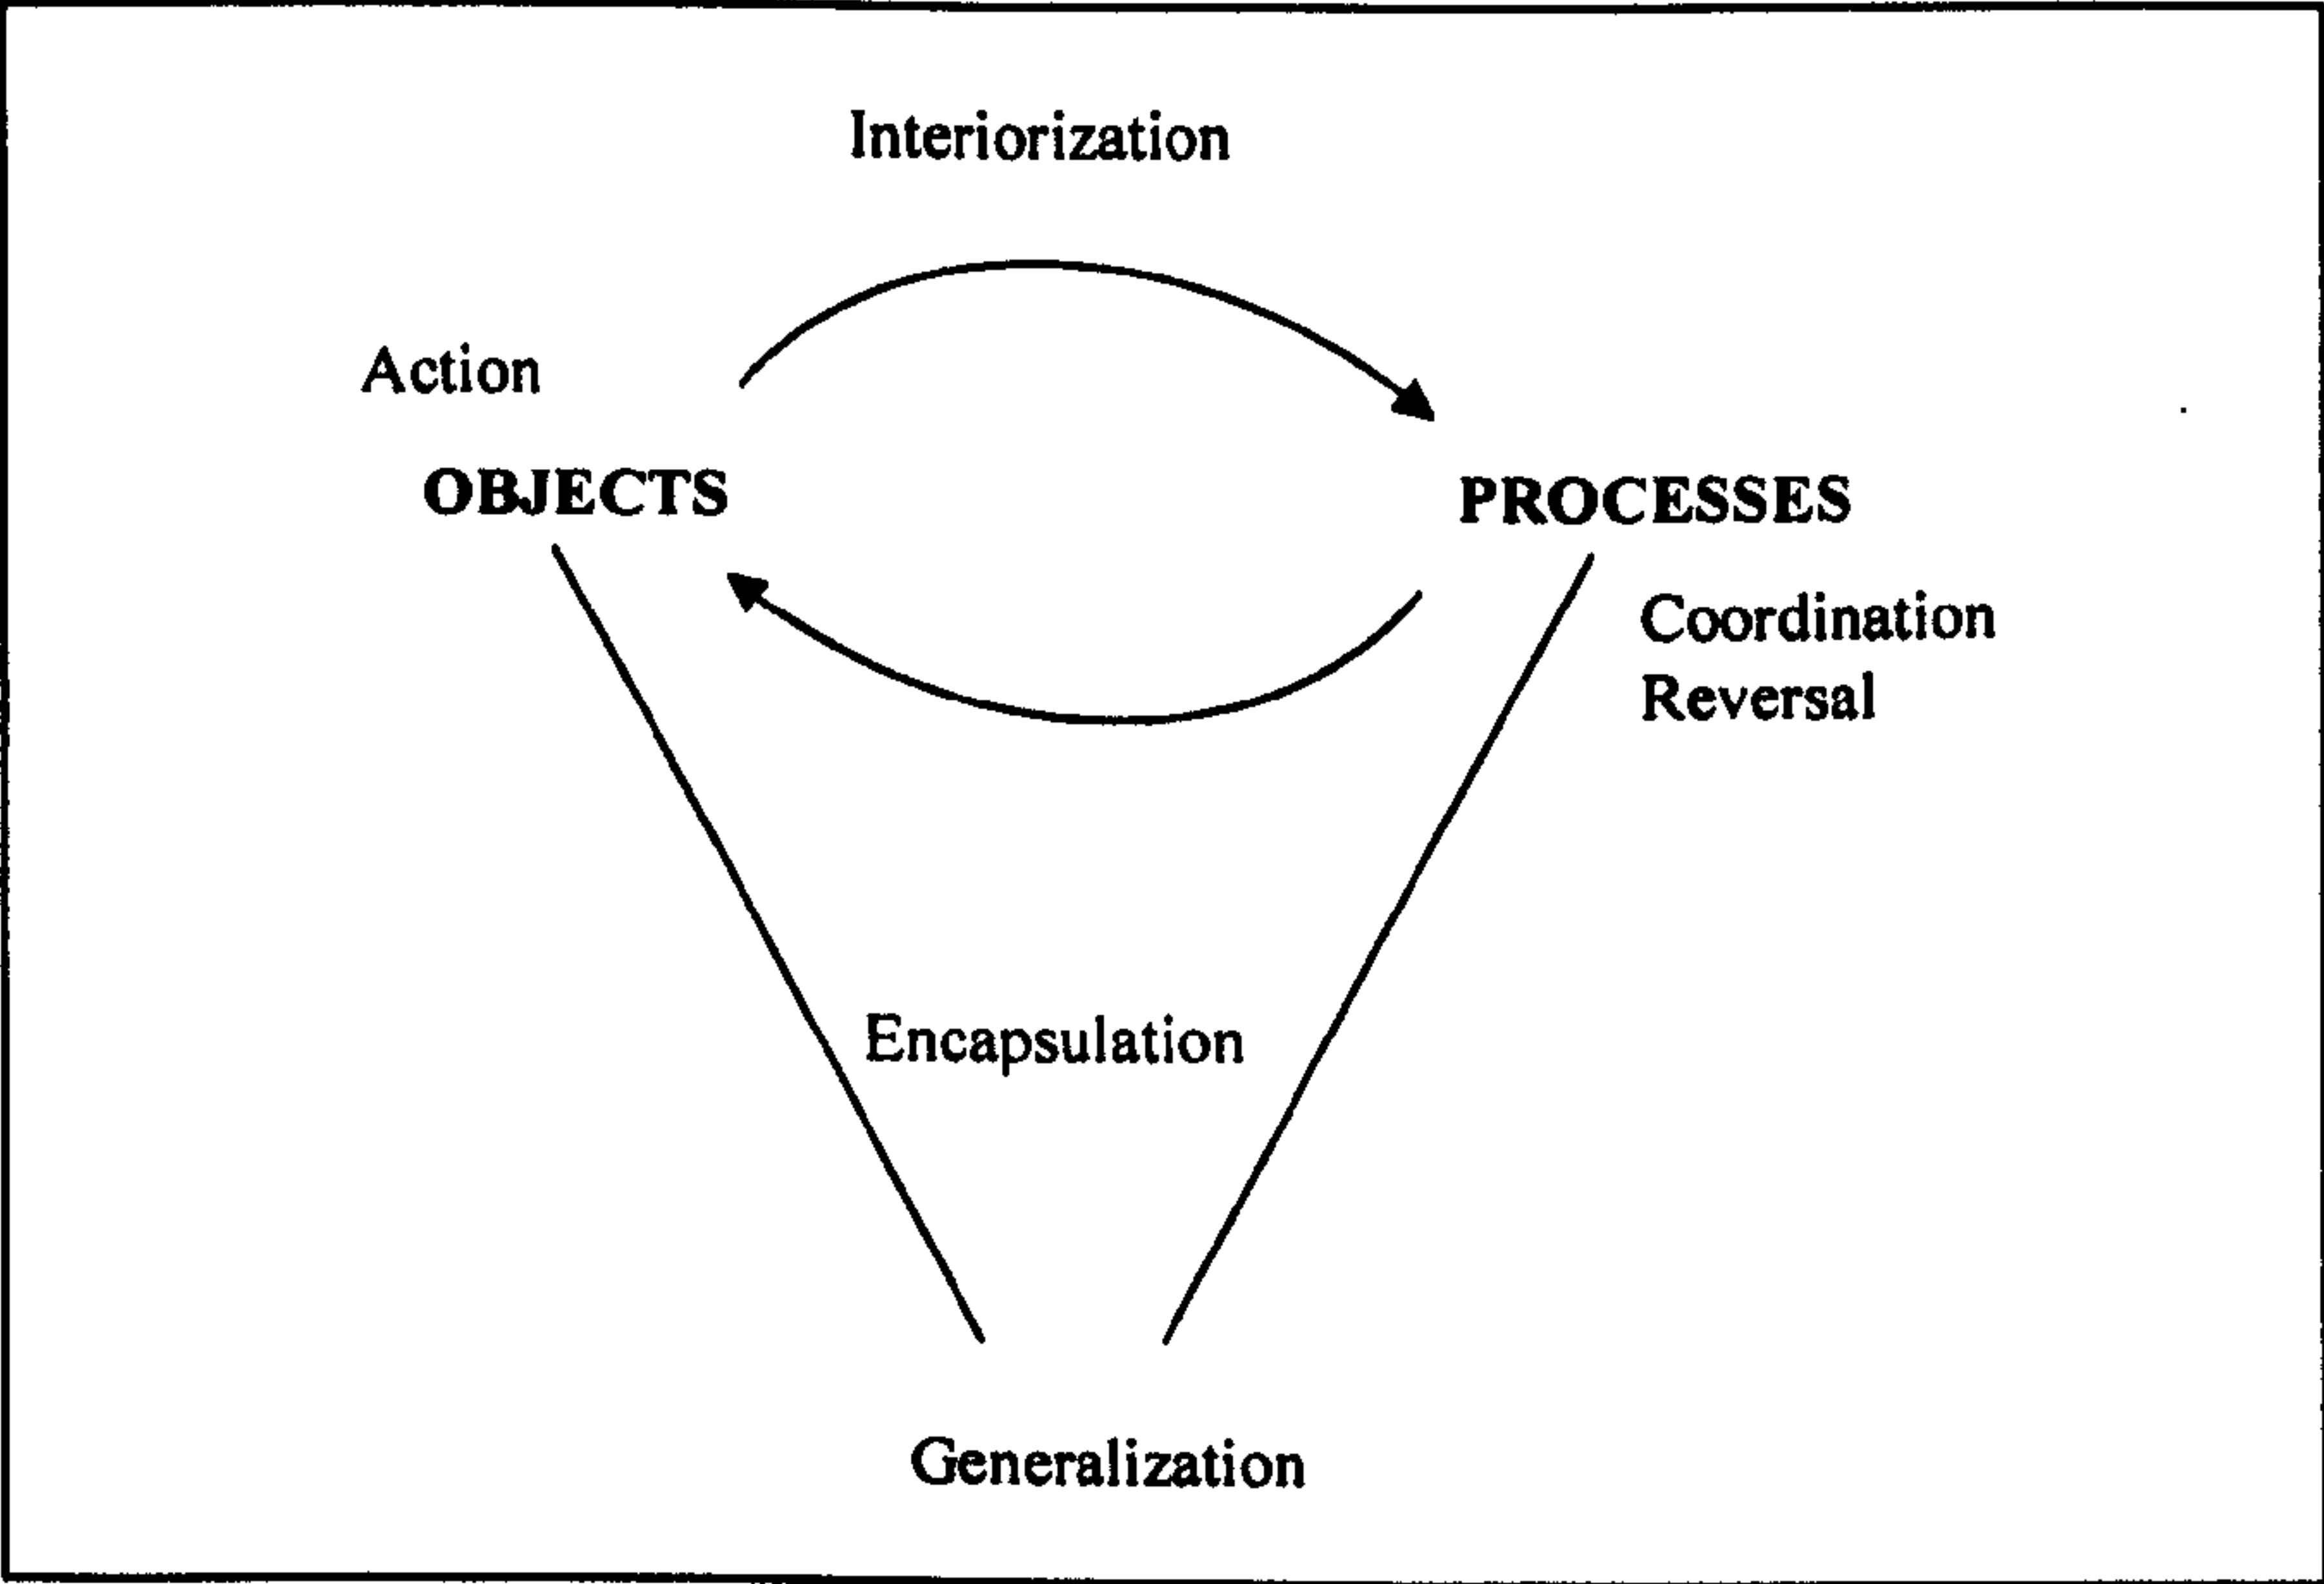 Interiorization
Action
OBJECTS
PROCESSES
Coordination
Reversal
Encapsulation
Generalization